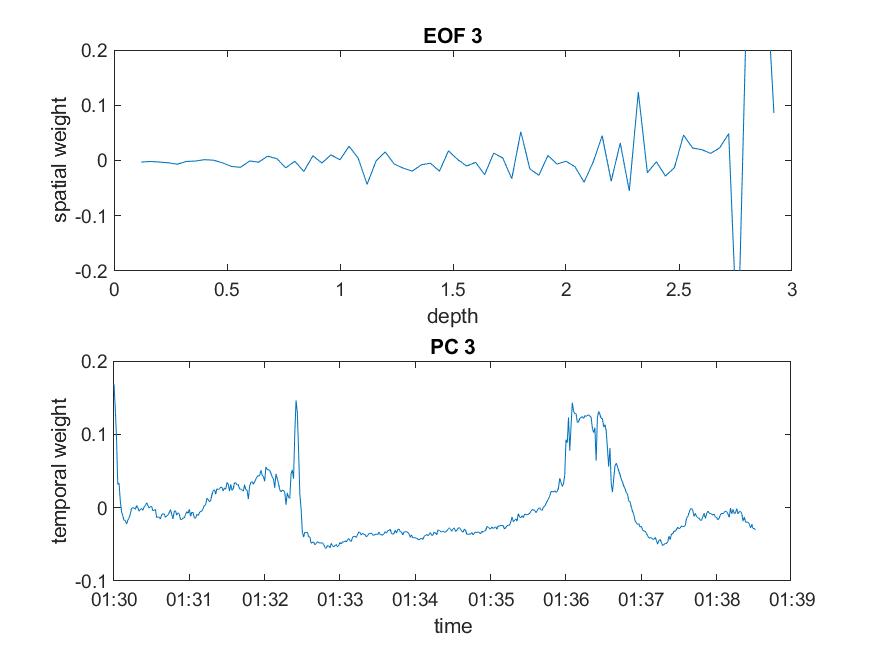 EOF 3
0.2
0.1
0
-0.1
-0.2
spatial weight
0 0.5 1 1.5 2 2.5 3
depth
PC 3
0.2
0.1
0
-0.1
temporal weight
01:30 01:31 01:32 01:33 01:34 01:35 01:36 01:37 01:38 01:39
time